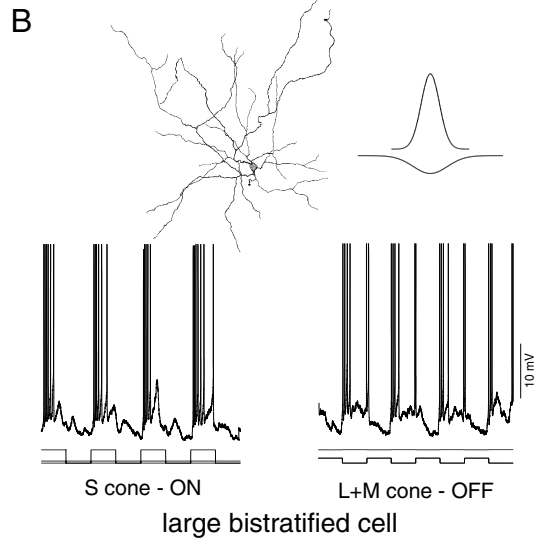 B
10 mV
S cone - ON
L+M cone - OFF
large bistratified cell